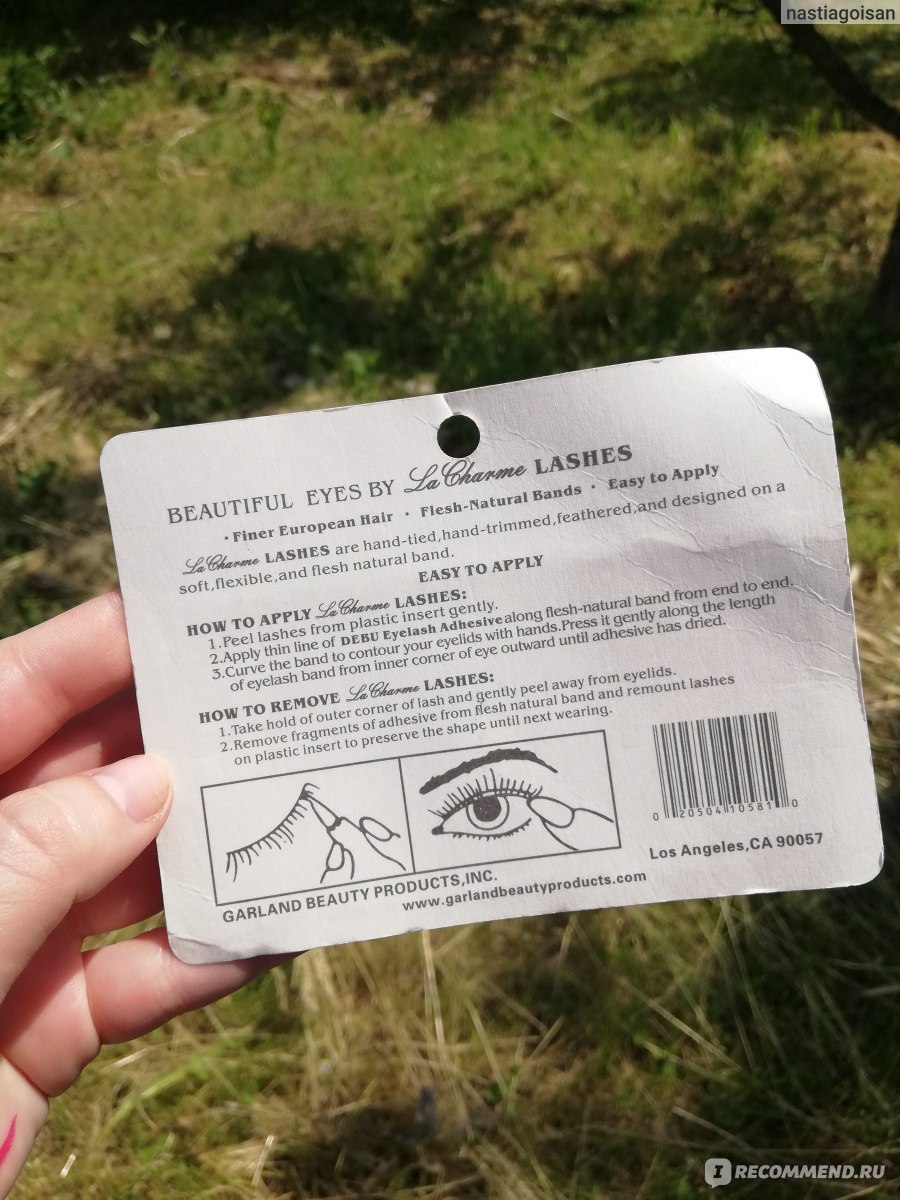 nastiagoisan
BEAUTIFUL EYES BY La Charme LASHES
• Finer European Hair • Flesh-Natural Bands • Easy to Apply
La Charme LASHES are hand-tied,hand-trimmed,feathered,and designed on a
soft,flexible,and flesh natural band.
EASY TO APPLY
HOW TO APPLY La Charme LASHES:
1.Peel lashes from plastic insert gently.
2.Apply thin line of DEBU Eyelash Adhesive along flesh-natural band from end to end.
3.Curve the band to contour your eyelids with hands.Press it gently along the length
of eyelash band from inner corner of eye outward until adhesive has dried.
HOW TO REMOVE La Charme LASHES:
1.Take hold of outer corner of lash and gently peel away from eyelids.
2.Remove fragments of adhesive from flesh natural band and remount lashes
on plastic insert to preserve the shape until next wearing.
0 20504 10581 0
GARLAND BEAUTY PRODUCTS,INC.
www.garlandbeautyproducts.com
Los Angeles,CA 90057
IRECOMMEND.RU